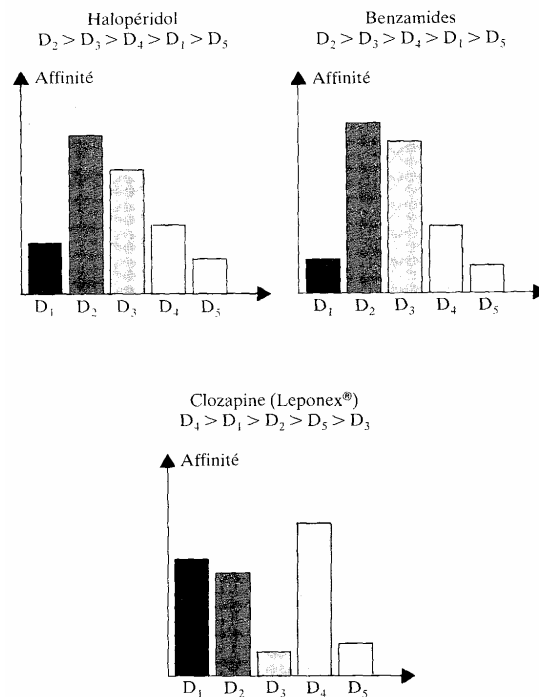 Halopéridol
D₂ > D₃ > D₄ > D₁ > D₅
Affinité
D₁ D₂ D₃ D₄ D₅
Benzamides
D₂ > D₃ > D₄ > D₁ > D₅
Affinité
D₁ D₂ D₃ D₄ D₅
Clozapine (Leponex®)
D₄ > D₁ > D₂ > D₅ > D₃
Affinité
D₁ D₂ D₃ D₄ D₅